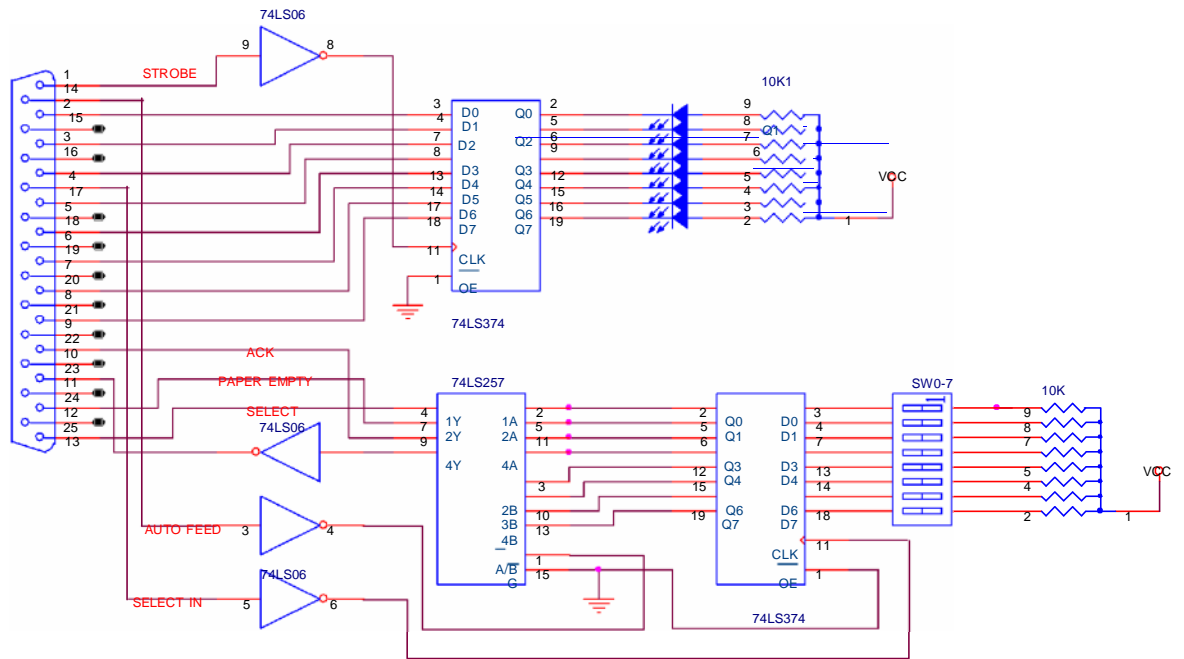 74LS06
9 8
STROBE
1
14
2
15
3
16
4
17
5
18
6
19
7
20
8
21
9
22
10
23
11
24
12
25
13
3 D0 Q0 2
4 D1 5
7 D2 Q2 6
8 9
13 D3 Q3 12
14 D4 Q4 15
17 D5 Q5 16
18 D6 Q6 19
D7 Q7
11 CLK
1 OE
74LS374
10K1
9
8 Q1
7
6
5
4
3
2 1
VCC
ACK
PAPER EMPTY
SELECT
74LS06
74LS257
4 1Y 1A 2
7 2Y 2A 5
11
9 4Y 4A
3
2B 10
3B 13
4B
1
A/B 15
G
2 Q0 D0 3
5 Q1 D1 4
6 7
12 Q3 D3 13
15 Q4 D4 14
19 Q6 D6 18
Q7 D7
CLK 11
OE 1
74LS374
SW0-7
1
10K
9
8
7
5
4
2 1
VCC
AUTO FEED 3 4
74LS06
SELECT IN 5 6